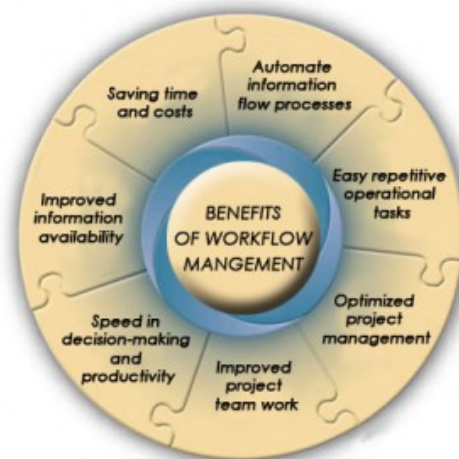 BENEFITS
OF WORKFLOW
MANGEMENT
Automate
information
flow processes
Easy repetitive
operational
tasks
Optimized
project
management
Improved
project
team work
Speed in
decision-making
and
productivity
Improved
information
availability
Saving time
and costs